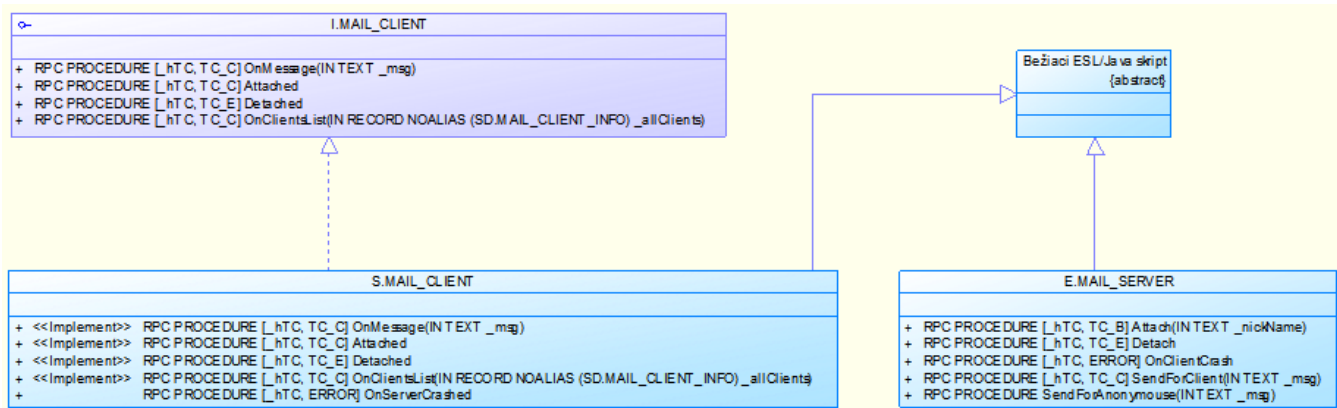 I.MAIL_CLIENT
+ RPC PROCEDURE [_hTC, TC_C] OnMessage(IN TEXT _msg)
+ RPC PROCEDURE [_hTC, TC_C] Attached
+ RPC PROCEDURE [_hTC, TC_E] Detached
+ RPC PROCEDURE [_hTC, TC_C] OnClientsList(IN RECORD NOALIAS (SD.MAIL_CLIENT_INFO) _allClients)
Bežiaci ESL/Java skript
{abstract}
S.MAIL_CLIENT
+ <<Implement>> RPC PROCEDURE [_hTC, TC_C] OnMessage(IN TEXT _msg)
+ <<Implement>> RPC PROCEDURE [_hTC, TC_C] Attached
+ <<Implement>> RPC PROCEDURE [_hTC, TC_E] Detached
+ <<Implement>> RPC PROCEDURE [_hTC, TC_C] OnClientsList(IN RECORD NOALIAS (SD.MAIL_CLIENT_INFO) _allClients)
+ RPC PROCEDURE [_hTC, ERROR] OnServerCrashed
E.MAIL_SERVER
+ RPC PROCEDURE [_hTC, TC_B] Attach(IN TEXT _nickName)
+ RPC PROCEDURE [_hTC, TC_E] Detach
+ RPC PROCEDURE [_hTC, ERROR] OnClientCrash
+ RPC PROCEDURE [_hTC, TC_C] SendForClient(IN TEXT _msg)
+ RPC PROCEDURE SendForAnonymouse(IN TEXT _msg)